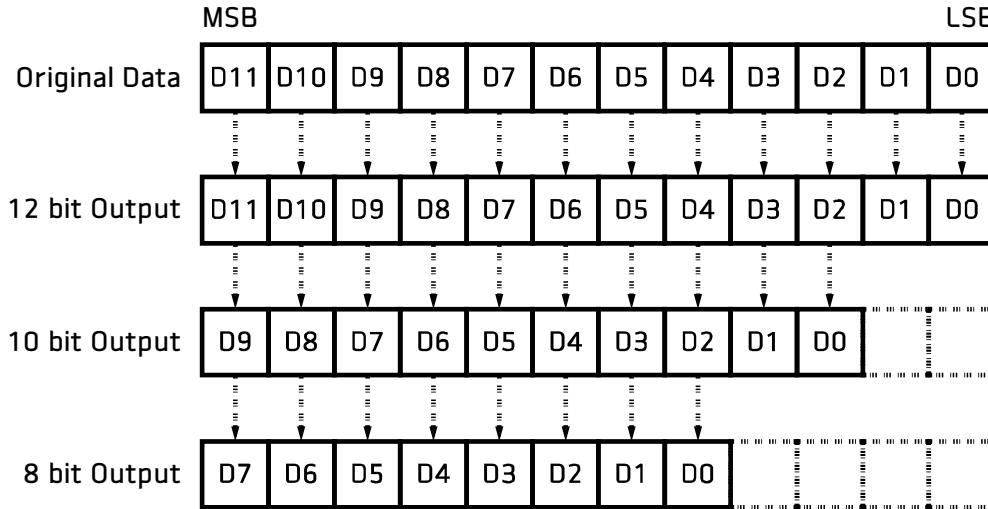 MSB LSB
Original Data D11 D10 D9 D8 D7 D6 D5 D4 D3 D2 D1 D0
12 bit Output D11 D10 D9 D8 D7 D6 D5 D4 D3 D2 D1 D0
10 bit Output D9 D8 D7 D6 D5 D4 D3 D2 D1 D0
8 bit Output D7 D6 D5 D4 D3 D2 D1 D0